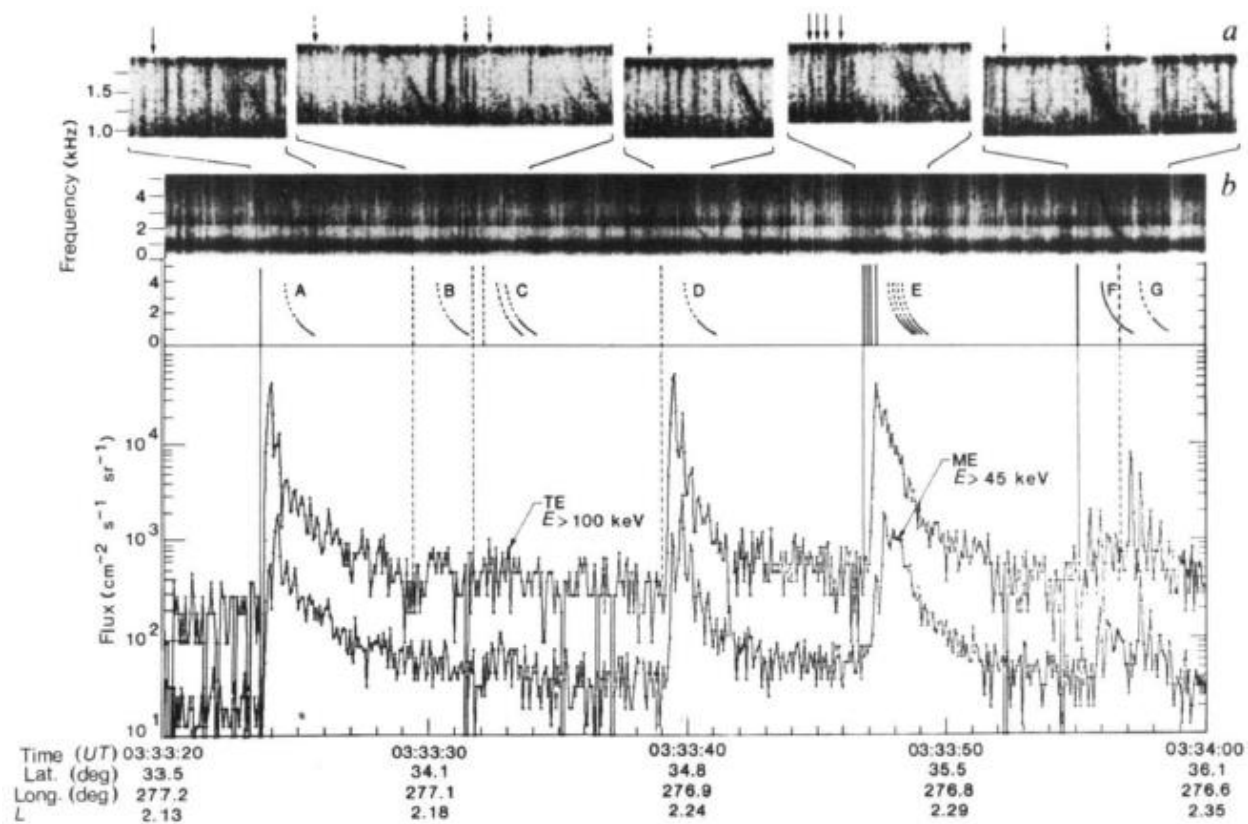 a
1.5
1.0
Frequency (kHz)
b
4
2
0
4
2
0
A B C D E F G
Flux (cm⁻² s⁻¹ sr⁻¹)
10⁴
10³
10²
10¹
TE
E > 100 keV
ME
E > 45 keV
Time (UT) 03:33:20 03:33:30 03:33:40 03:33:50 03:34:00
Lat. (deg) 33.5 34.1 34.8 35.5 36.1
Long. (deg) 277.2 277.1 276.9 276.8 276.6
L 2.13 2.18 2.24 2.29 2.35